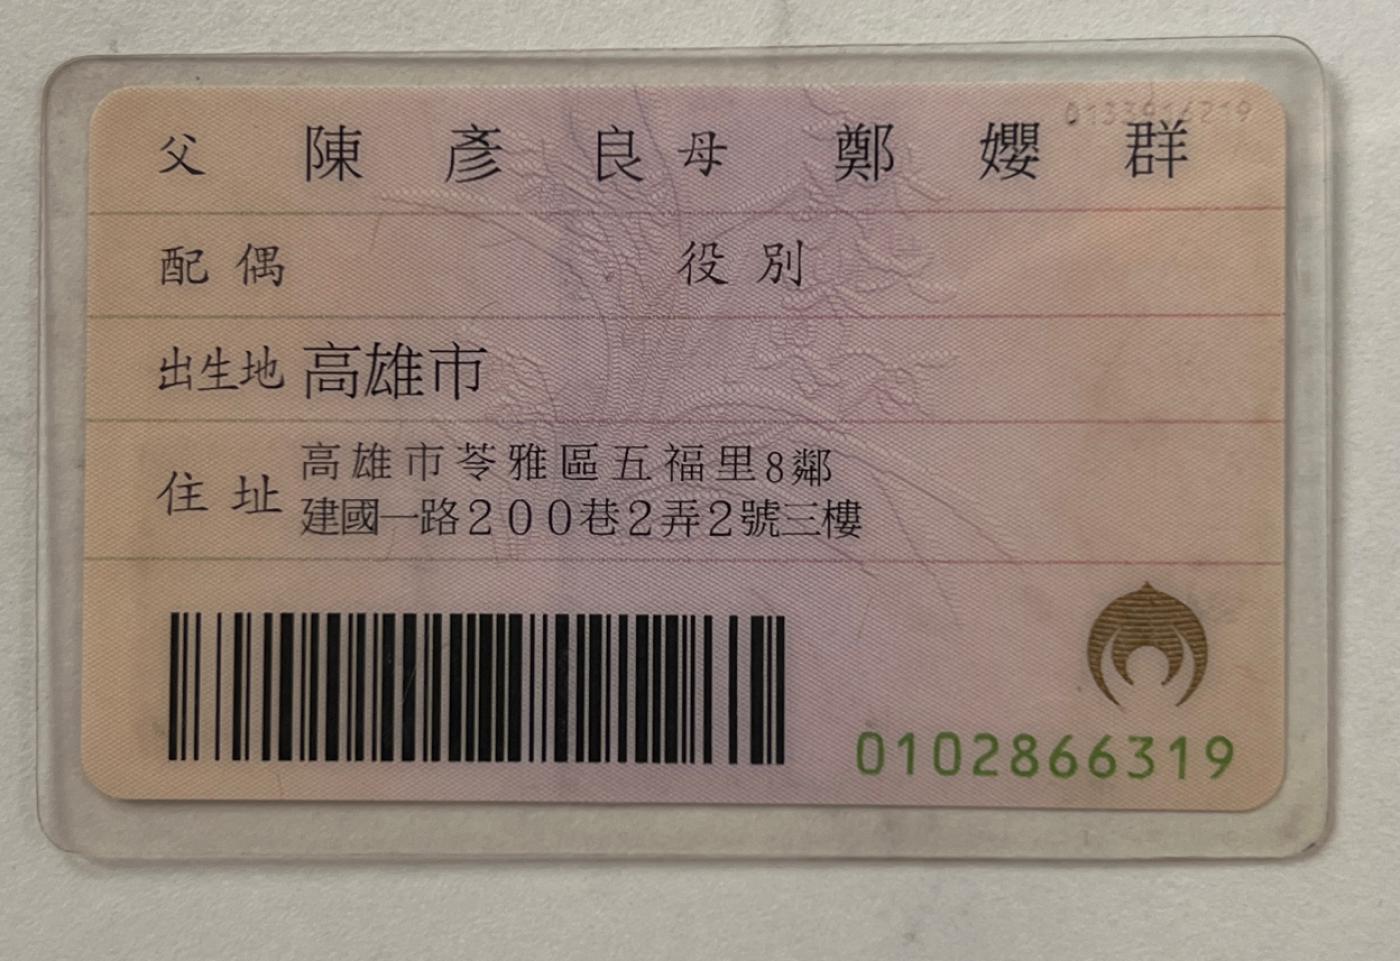 父 陳彥良 母 鄭嬰群
配偶 役別
出生地 高雄市
住址 高雄市苓雅區五福里8鄰
建國一路200巷2弄2號三樓
0102866319